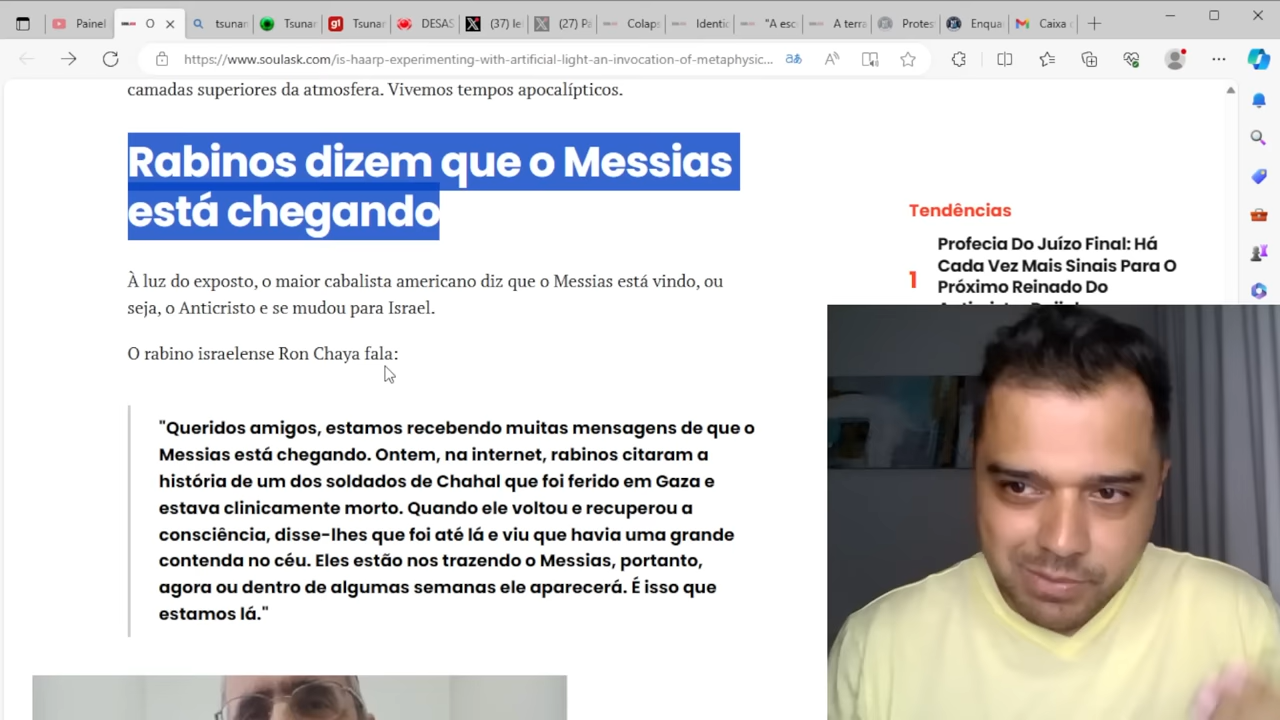 Painel
O
tsunar
Tsunar
g1 Tsunar
DESAS
(37) le
(27) Pa
Colap
Identic
"A esc
A terra
Protes
Enqua
Caixa
https://www.soulask.com/is-haarp-experimenting-with-artificial-light-an-invocation-of-metaphysic...
camadas superiores da atmosfera. Vivemos tempos apocalípticos.
Rabinos dizem que o Messias
está chegando
À luz do exposto, o maior cabalista americano diz que o Messias está vindo, ou
seja, o Anticristo e se mudou para Israel.
O rabino israelense Ron Chaya fala:
"Queridos amigos, estamos recebendo muitas mensagens de que o
Messias está chegando. Ontem, na internet, rabinos citaram a
história de um dos soldados de Chahal que foi ferido em Gaza e
estava clinicamente morto. Quando ele voltou e recuperou a
consciência, disse-lhes que foi até lá e viu que havia uma grande
contenda no céu. Eles estão nos trazendo o Messias, portanto,
agora ou dentro de algumas semanas ele aparecerá. É isso que
estamos lá."
Tendências
1
Profecia Do Juízo Final: Há
Cada Vez Mais Sinais Para O
Próximo Reinado Do